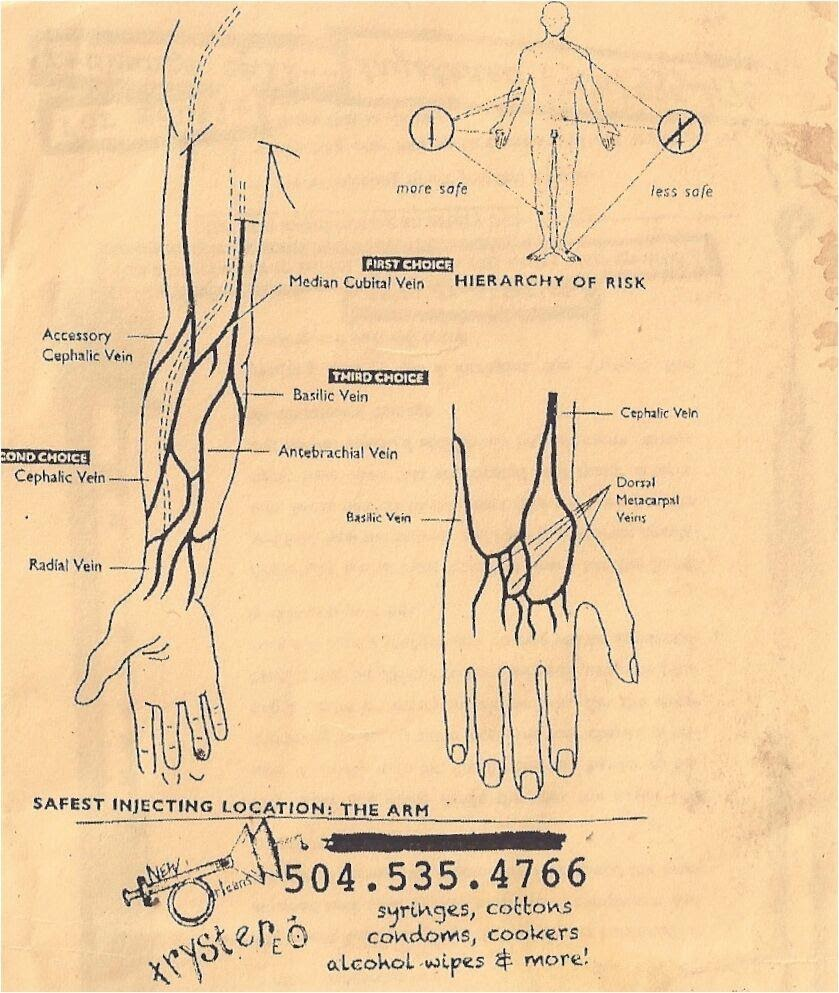 more safe
less safe
FIRST CHOICE
Median Cubital Vein
HIERARCHY OF RISK
Accessory
Cephalic Vein
THIRD CHOICE
Basilic Vein
Cephalic Vein
Antebrachial Vein
OND CHOICE
Cephalic Vein
Dorsal
Metacarpal
Veins
Basilic Vein
Radial Vein
SAFEST INJECTING LOCATION: THE ARM
New
Orleans
trystereo
504.535.4766
syringes, cottons
condoms, cookers
alcohol wipes & more!